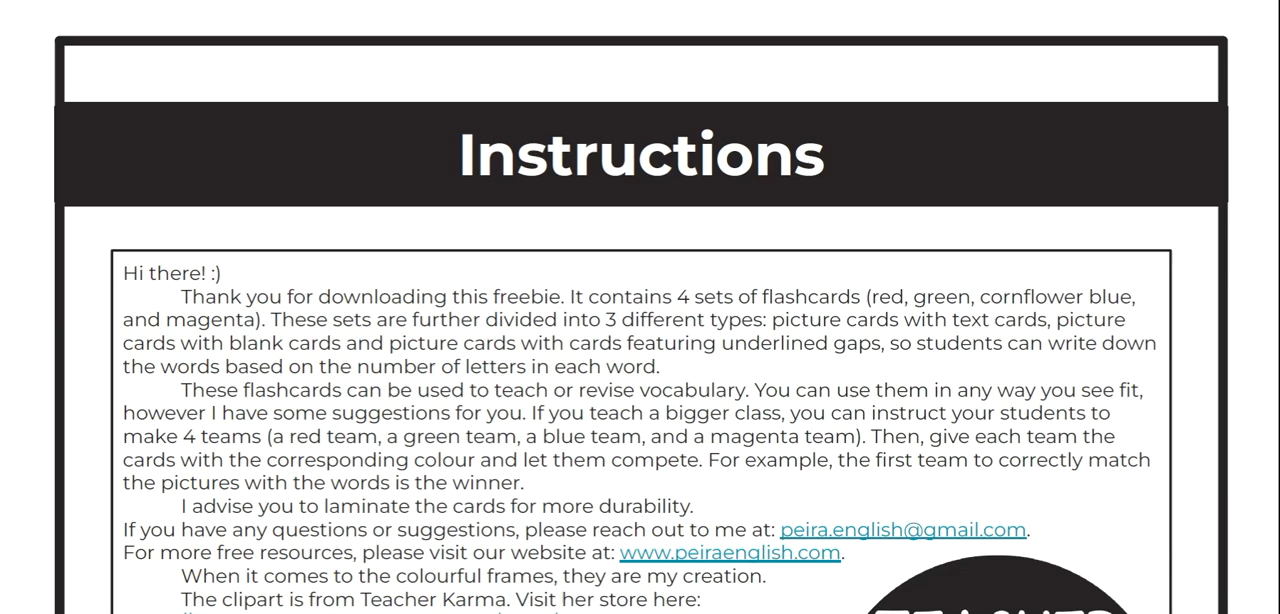 Instructions
Hi there! :)
Thank you for downloading this freebie. It contains 4 sets of flashcards (red, green, cornflower blue,
and magenta). These sets are further divided into 3 different types: picture cards with text cards, picture
cards with blank cards and picture cards with cards featuring underlined gaps, so students can write down
the words based on the number of letters in each word.
These flashcards can be used to teach or revise vocabulary. You can use them in any way you see fit,
however I have some suggestions for you. If you teach a bigger class, you can instruct your students to
make 4 teams (a red team, a green team, a blue team, and a magenta team). Then, give each team the
cards with the corresponding colour and let them compete. For example, the first team to correctly match
the pictures with the words is the winner.
I advise you to laminate the cards for more durability.
If you have any questions or suggestions, please reach out to me at: peira.english@gmail.com.
For more free resources, please visit our website at: www.peiraenglish.com.
When it comes to the colourful frames, they are my creation.
The clipart is from Teacher Karma. Visit her store here: